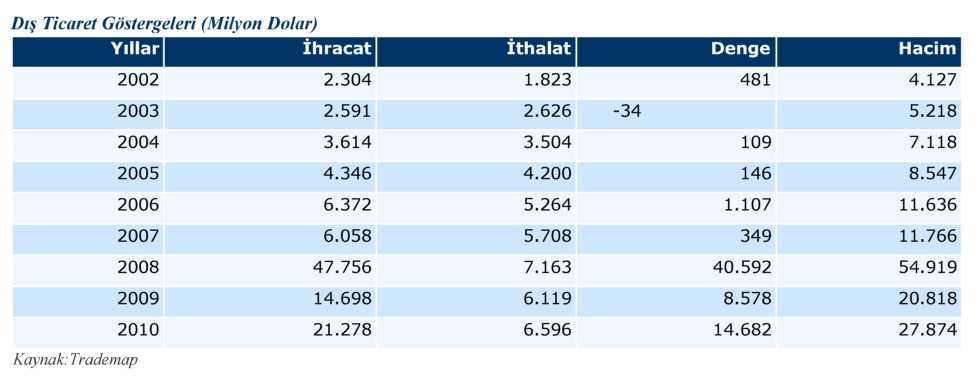 Dış Ticaret Göstergeleri (Milyon Dolar)
Yıllar İhracat İthalat Denge Hacim
2002 2.304 1.823 481 4.127
2003 2.591 2.626 -34 5.218
2004 3.614 3.504 109 7.118
2005 4.346 4.200 146 8.547
2006 6.372 5.264 1.107 11.636
2007 6.058 5.708 349 11.766
2008 47.756 7.163 40.592 54.919
2009 14.698 6.119 8.578 20.818
2010 21.278 6.596 14.682 27.874
Kaynak:Trademap